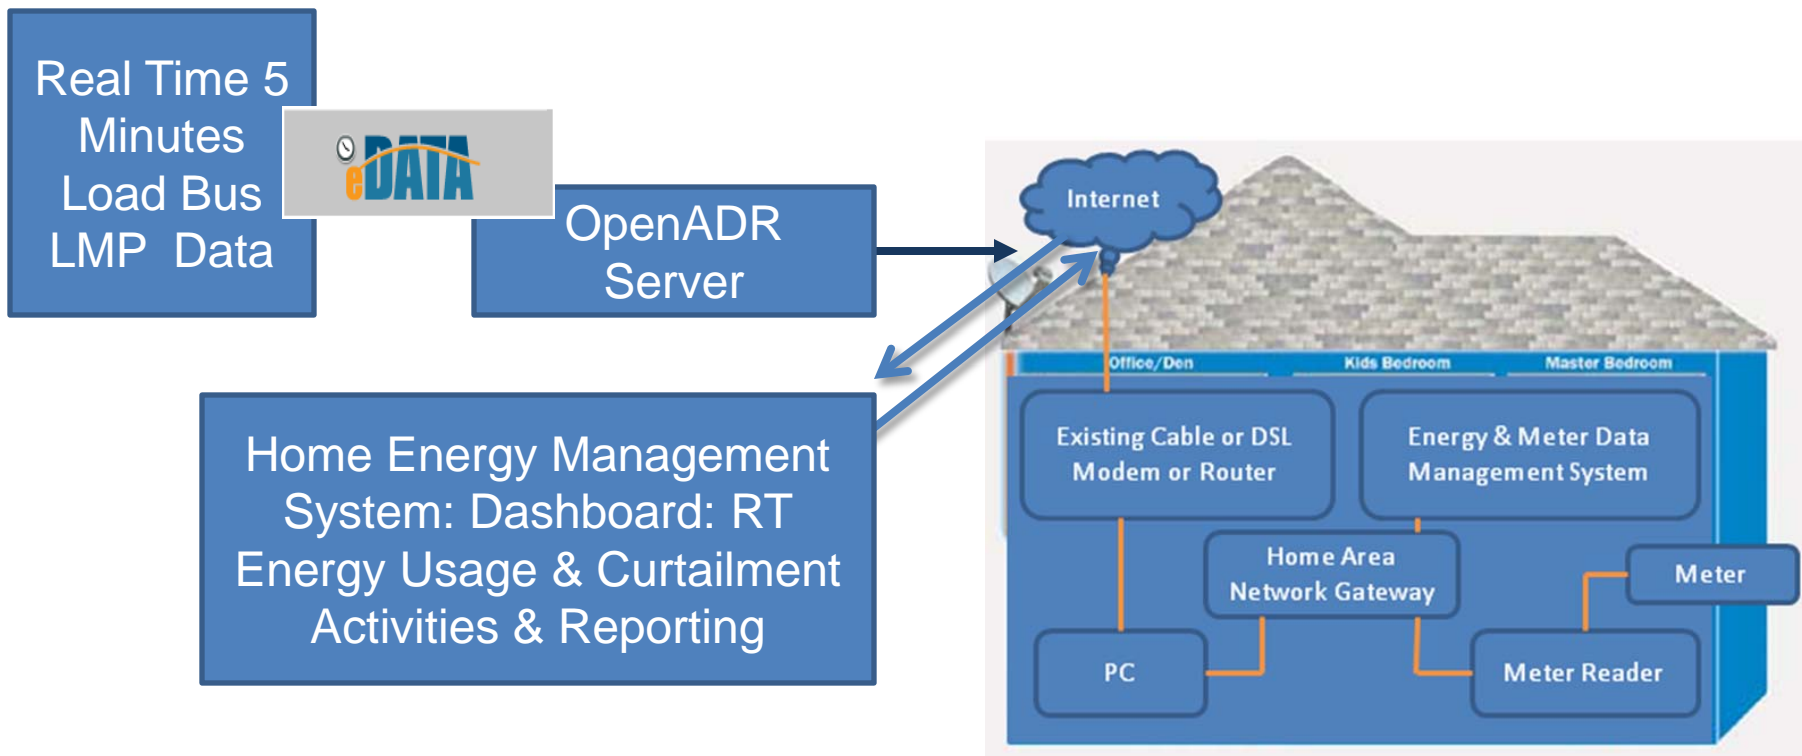 Real Time 5
Minutes
Load Bus
LMP Data
eDATA
OpenADR
Server
Internet
Home Energy Management
System: Dashboard: RT
Energy Usage & Curtailment
Activities & Reporting
Office/Den
Kids Bedroom
Master Bedroom
Existing Cable or DSL
Modem or Router
Energy & Meter Data
Management System
Home Area
Network Gateway
Meter
PC
Meter Reader